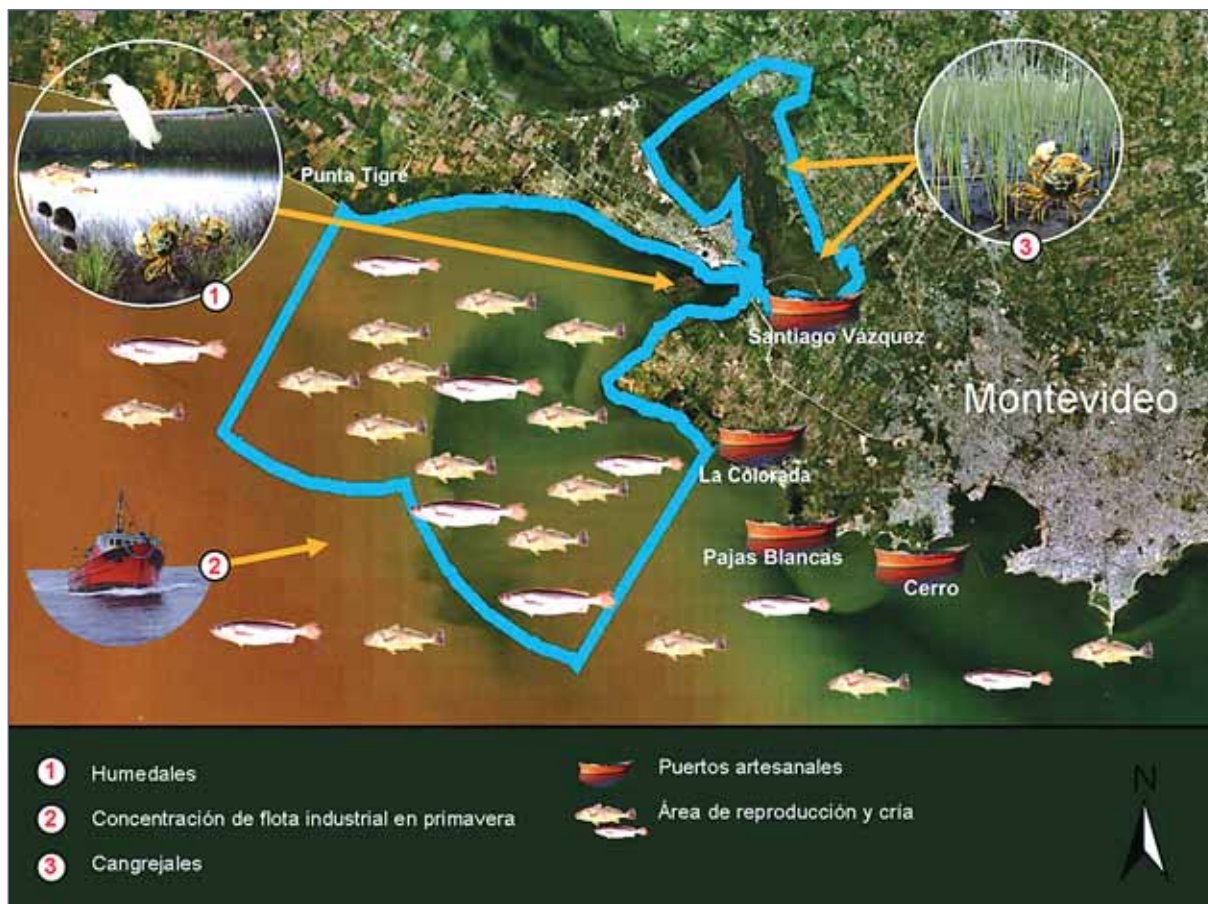 Punta Tigre
1
3
Santiago Vázquez
Montevideo
La Colorada
2
Pajas Blancas
Cerro
1 Humedales
2 Concentración de flota industrial en primavera
3 Cangrejales
Puertos artesanales
Área de reproducción y cría
N